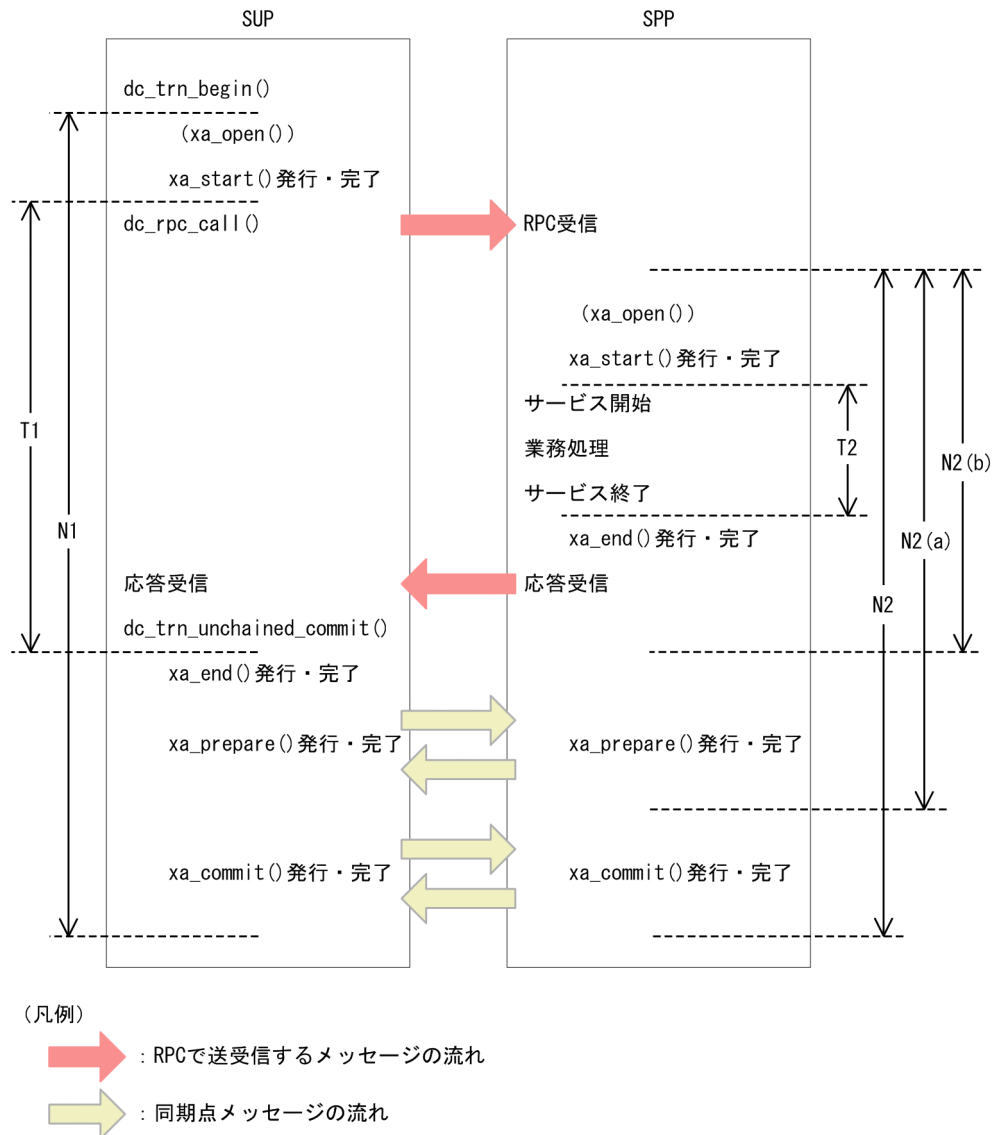 SUP SPP
dc_trn_begin()
(xa_open())
xa_start()発行・完了
dc_rpc_call() RPC受信
(xa_open())
xa_start()発行・完了
サービス開始
T1 業務処理 T2
N2(b)
サービス終了
N1 xa_end()発行・完了 N2(a)
応答受信 応答受信
N2
dc_trn_unchained_commit()
xa_end()発行・完了
xa_prepare()発行・完了 xa_prepare()発行・完了
xa_commit()発行・完了 xa_commit()発行・完了
(凡例)
：RPCで送受信するメッセージの流れ
：同期点メッセージの流れ